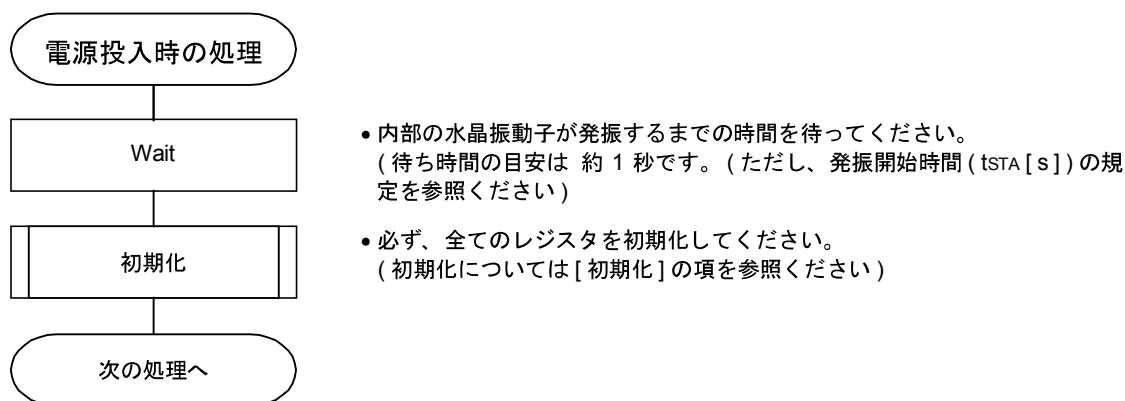 電源投入時の処理
Wait
• 内部の水晶振動子が発振するまでの時間を待ってください。
( 待ち時間の目安は 約 1 秒です。 ( ただし、発振開始時間 ( tSTA [ s ] ) の規
定を参照ください )
初期化
• 必ず、全てのレジスタを初期化してください。
( 初期化については [ 初期化 ] の項を参照ください )
次の処理へ